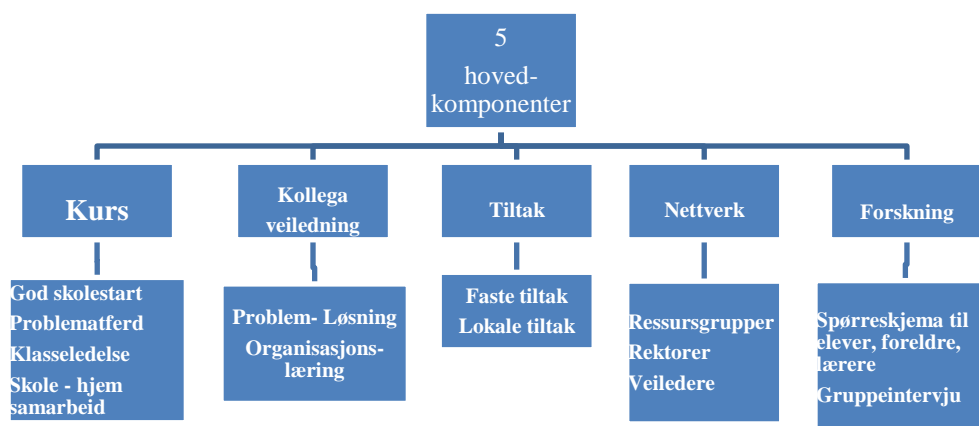 5
hoved-
komponenter
Kurs
Kollega
veiledning
Tiltak
Nettverk
Forskning
God skolestart
Problematferd
Klasseledelse
Skole - hjem
samarbeid
Problem- Løsning
Organisasjons-
læring
Faste tiltak
Lokale tiltak
Ressursgrupper
Rektorer
Veiledere
Spørreskjema til
elever, foreldre,
lærere
Gruppeintervju